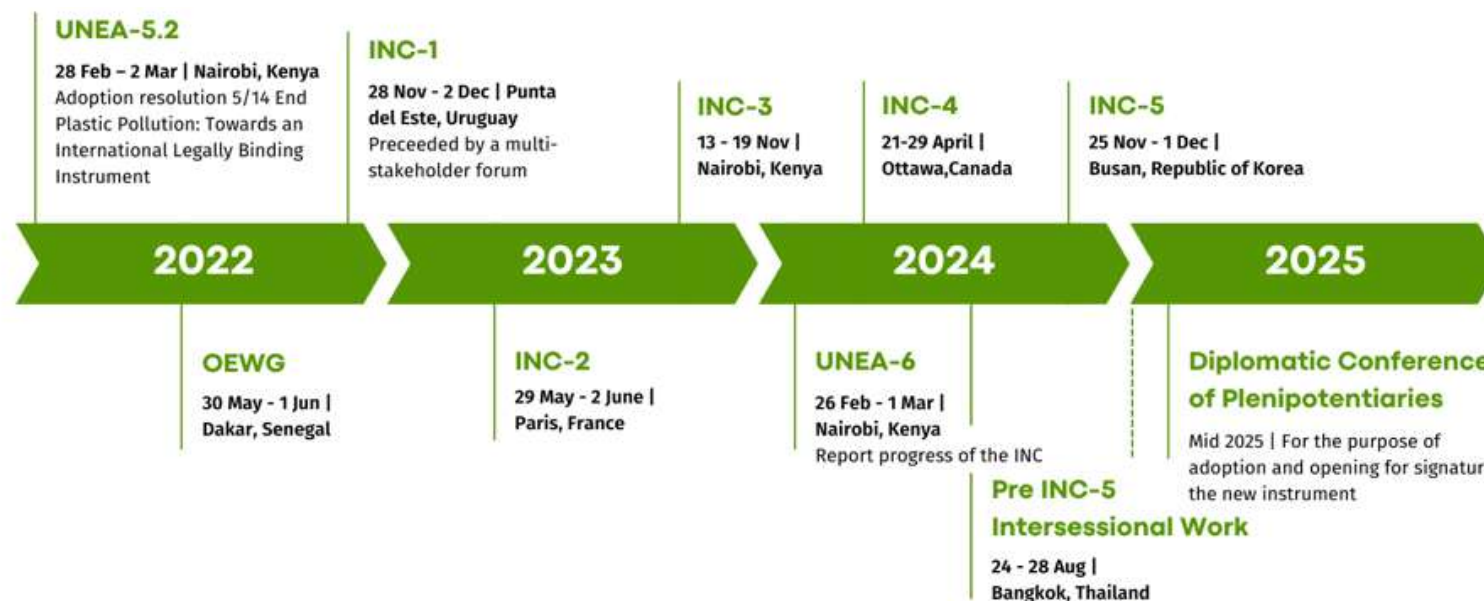 UNEA-5.2
28 Feb – 2 Mar | Nairobi, Kenya
Adoption resolution 5/14 End
Plastic Pollution: Towards an
International Legally Binding
Instrument
INC-1
28 Nov - 2 Dec | Punta
del Este, Uruguay
Preceeded by a multi-
stakeholder forum
INC-3
13 - 19 Nov |
Nairobi, Kenya
INC-4
21-29 April |
Ottawa,Canada
INC-5
25 Nov - 1 Dec |
Busan, Republic of Korea
2022
2023
2024
2025
OEWG
30 May - 1 Jun |
Dakar, Senegal
INC-2
29 May - 2 June |
Paris, France
UNEA-6
26 Feb - 1 Mar |
Nairobi, Kenya
Report progress of the INC
Pre INC-5
Intersessional Work
24 - 28 Aug |
Bangkok, Thailand
Diplomatic Conference
of Plenipotentiaries
Mid 2025 | For the purpose of
adoption and opening for signatur
the new instrument